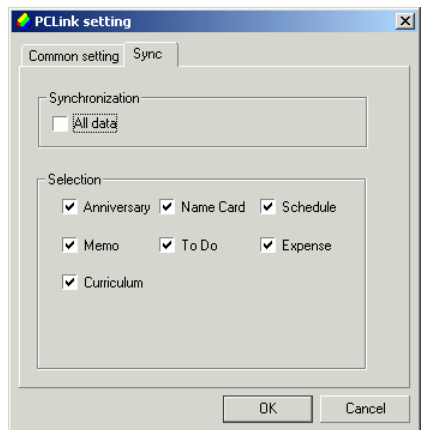 PCLink setting
Common setting Sync
Synchronization
All data
Selection
Anniversary Name Card Schedule
Memo To Do Expense
Curriculum
OK Cancel